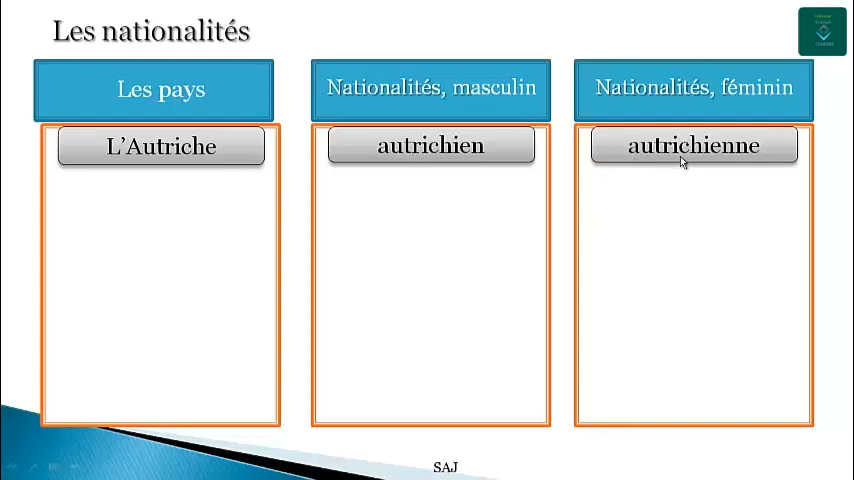 Les nationalités
Les pays
Nationalités, masculin
Nationalités, féminin
L’Autriche
autrichien
autrichienne
SAJ